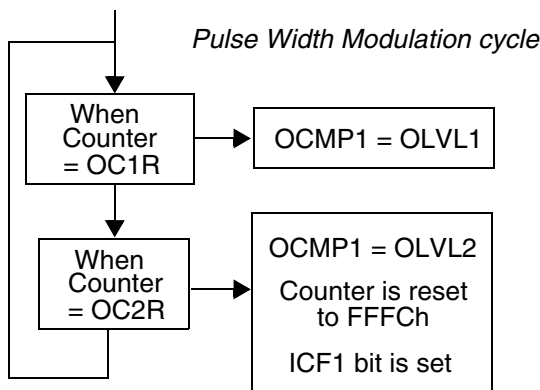 Pulse Width Modulation cycle
When
Counter
= OC1R
OCMP1 = OLVL1
When
Counter
= OC2R
OCMP1 = OLVL2
Counter is reset
to FFFCh
ICF1 bit is set